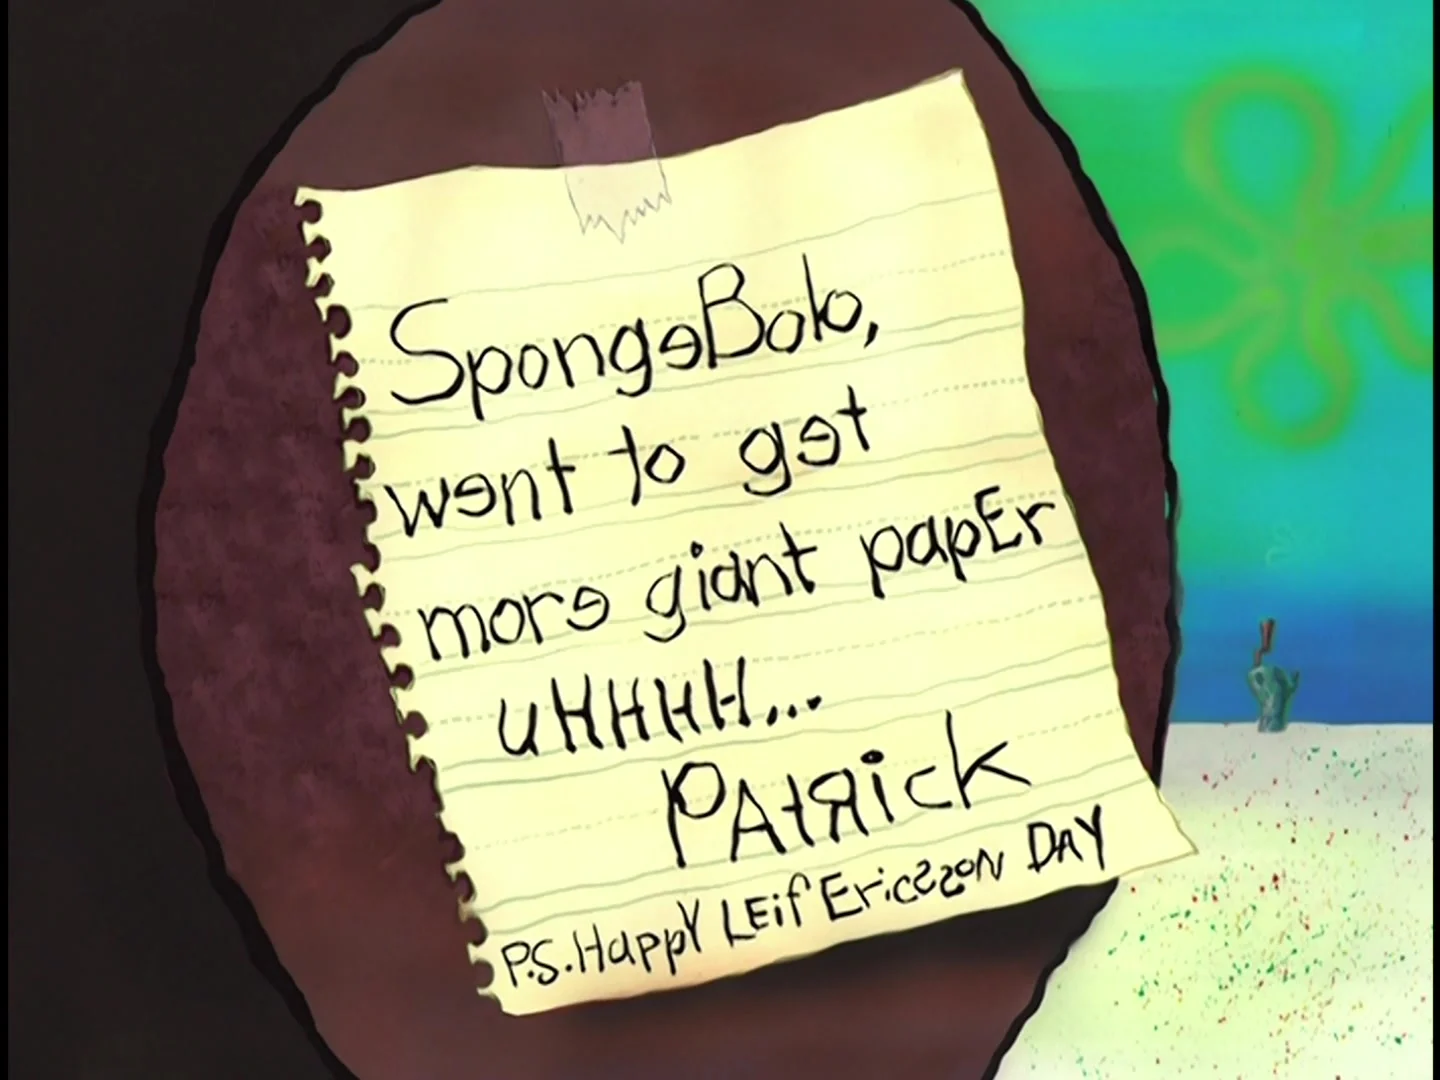 SpongeBob,
went to get
more giant papEr
uHHHH...
PAtRick
P.S. Happy LEif EricssoN DAY